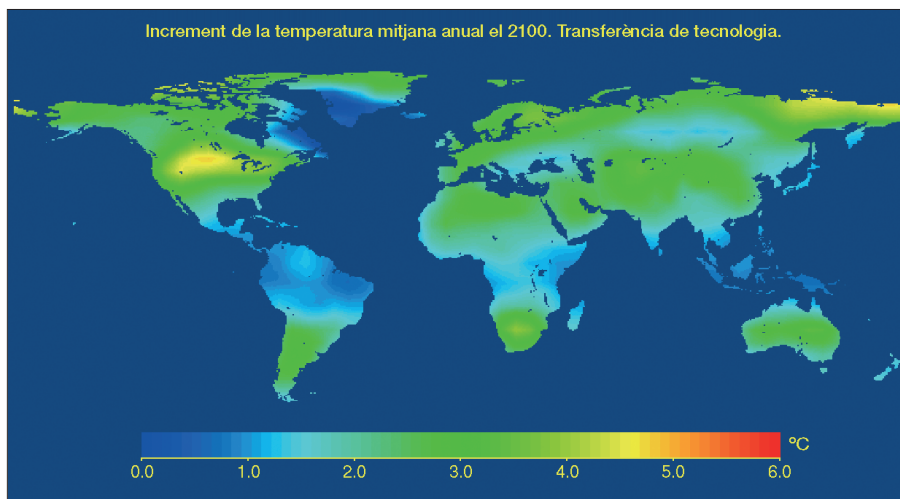 Increment de la temperatura mitjana anual el 2100. Transferència de tecnologia.
ºC
0.0 1.0 2.0 3.0 4.0 5.0 6.0